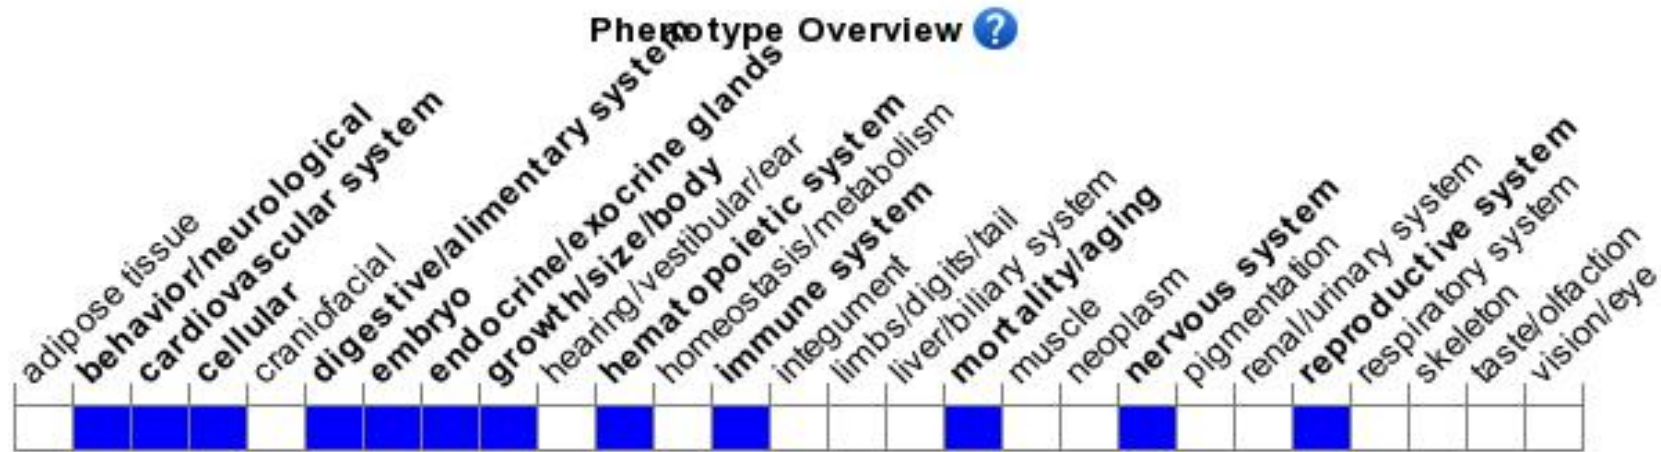 Phenotype Overview ?
adipose tissue
behavior/neurological
cardiovascular system
cellular
craniofacial
digestive/alimentary system
embryo
endocrine/exocrine glands
growth/size/body
hearing/vestibular/ear
hematopoietic system
homeostasis/metabolism
immune system
integument
limbs/digits/tail
liver/biliary system
mortality/aging
muscle
neoplasm
nervous system
pigmentation
renal/urinary system
reproductive system
respiratory system
skeleton
taste/olfaction
vision/eye